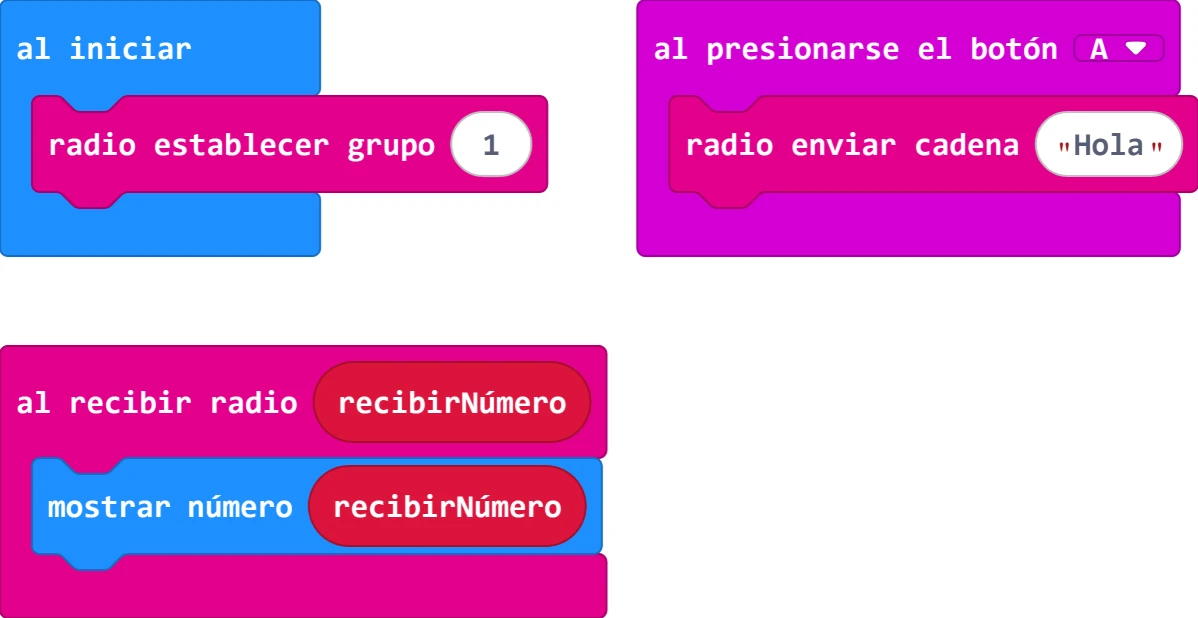 al iniciar
radio establecer grupo 1
al presionarse el botón A
radio enviar cadena "Hola"
al recibir radio recibirNúmero
mostrar número recibirNúmero